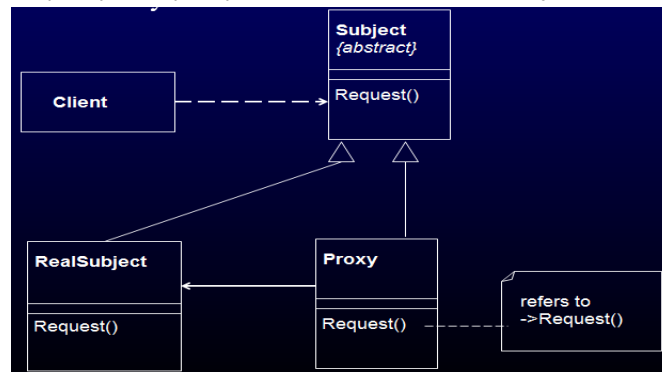 Subject
{abstract}
Request()
Client
RealSubject
Request()
Proxy
Request()
refers to
->Request()